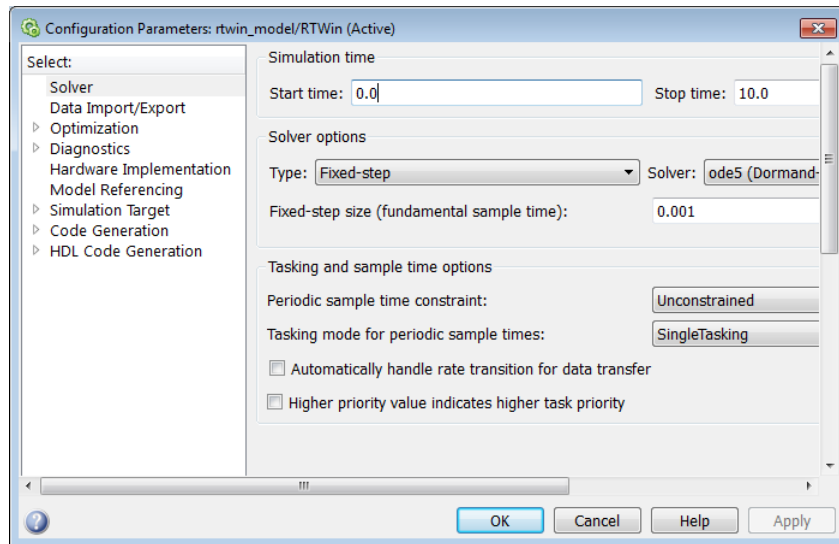 Configuration Parameters: rtwin_model/RTWin (Active)
Select:
Solver
Data Import/Export
Optimization
Diagnostics
Hardware Implementation
Model Referencing
Simulation Target
Code Generation
HDL Code Generation
Simulation time
Start time: 0.0 Stop time: 10.0
Solver options
Type: Fixed-step Solver: ode5 (Dormand-
Fixed-step size (fundamental sample time): 0.001
Tasking and sample time options
Periodic sample time constraint: Unconstrained
Tasking mode for periodic sample times: SingleTasking
Automatically handle rate transition for data transfer
Higher priority value indicates higher task priority
OK Cancel Help Apply